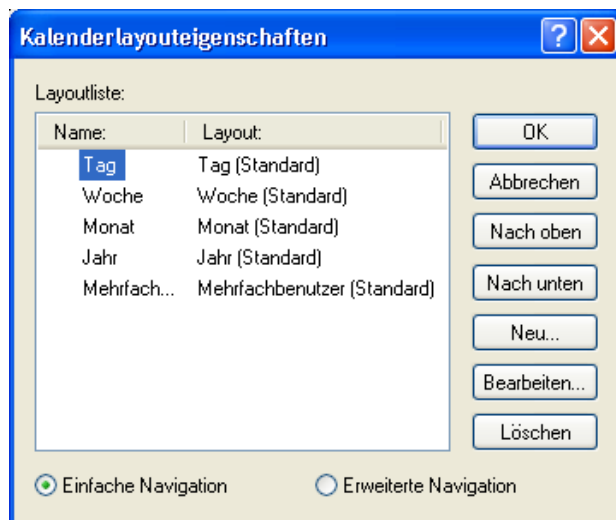 Kalenderlayouteigenschaften
Layoutliste:
Name: Layout:
Tag Tag (Standard)
Woche Woche (Standard)
Monat Monat (Standard)
Jahr Jahr (Standard)
Mehrfach... Mehrfachbenutzer (Standard)
OK
Abbrechen
Nach oben
Nach unten
Neu...
Bearbeiten...
Löschen
Einfache Navigation Erweiterte Navigation